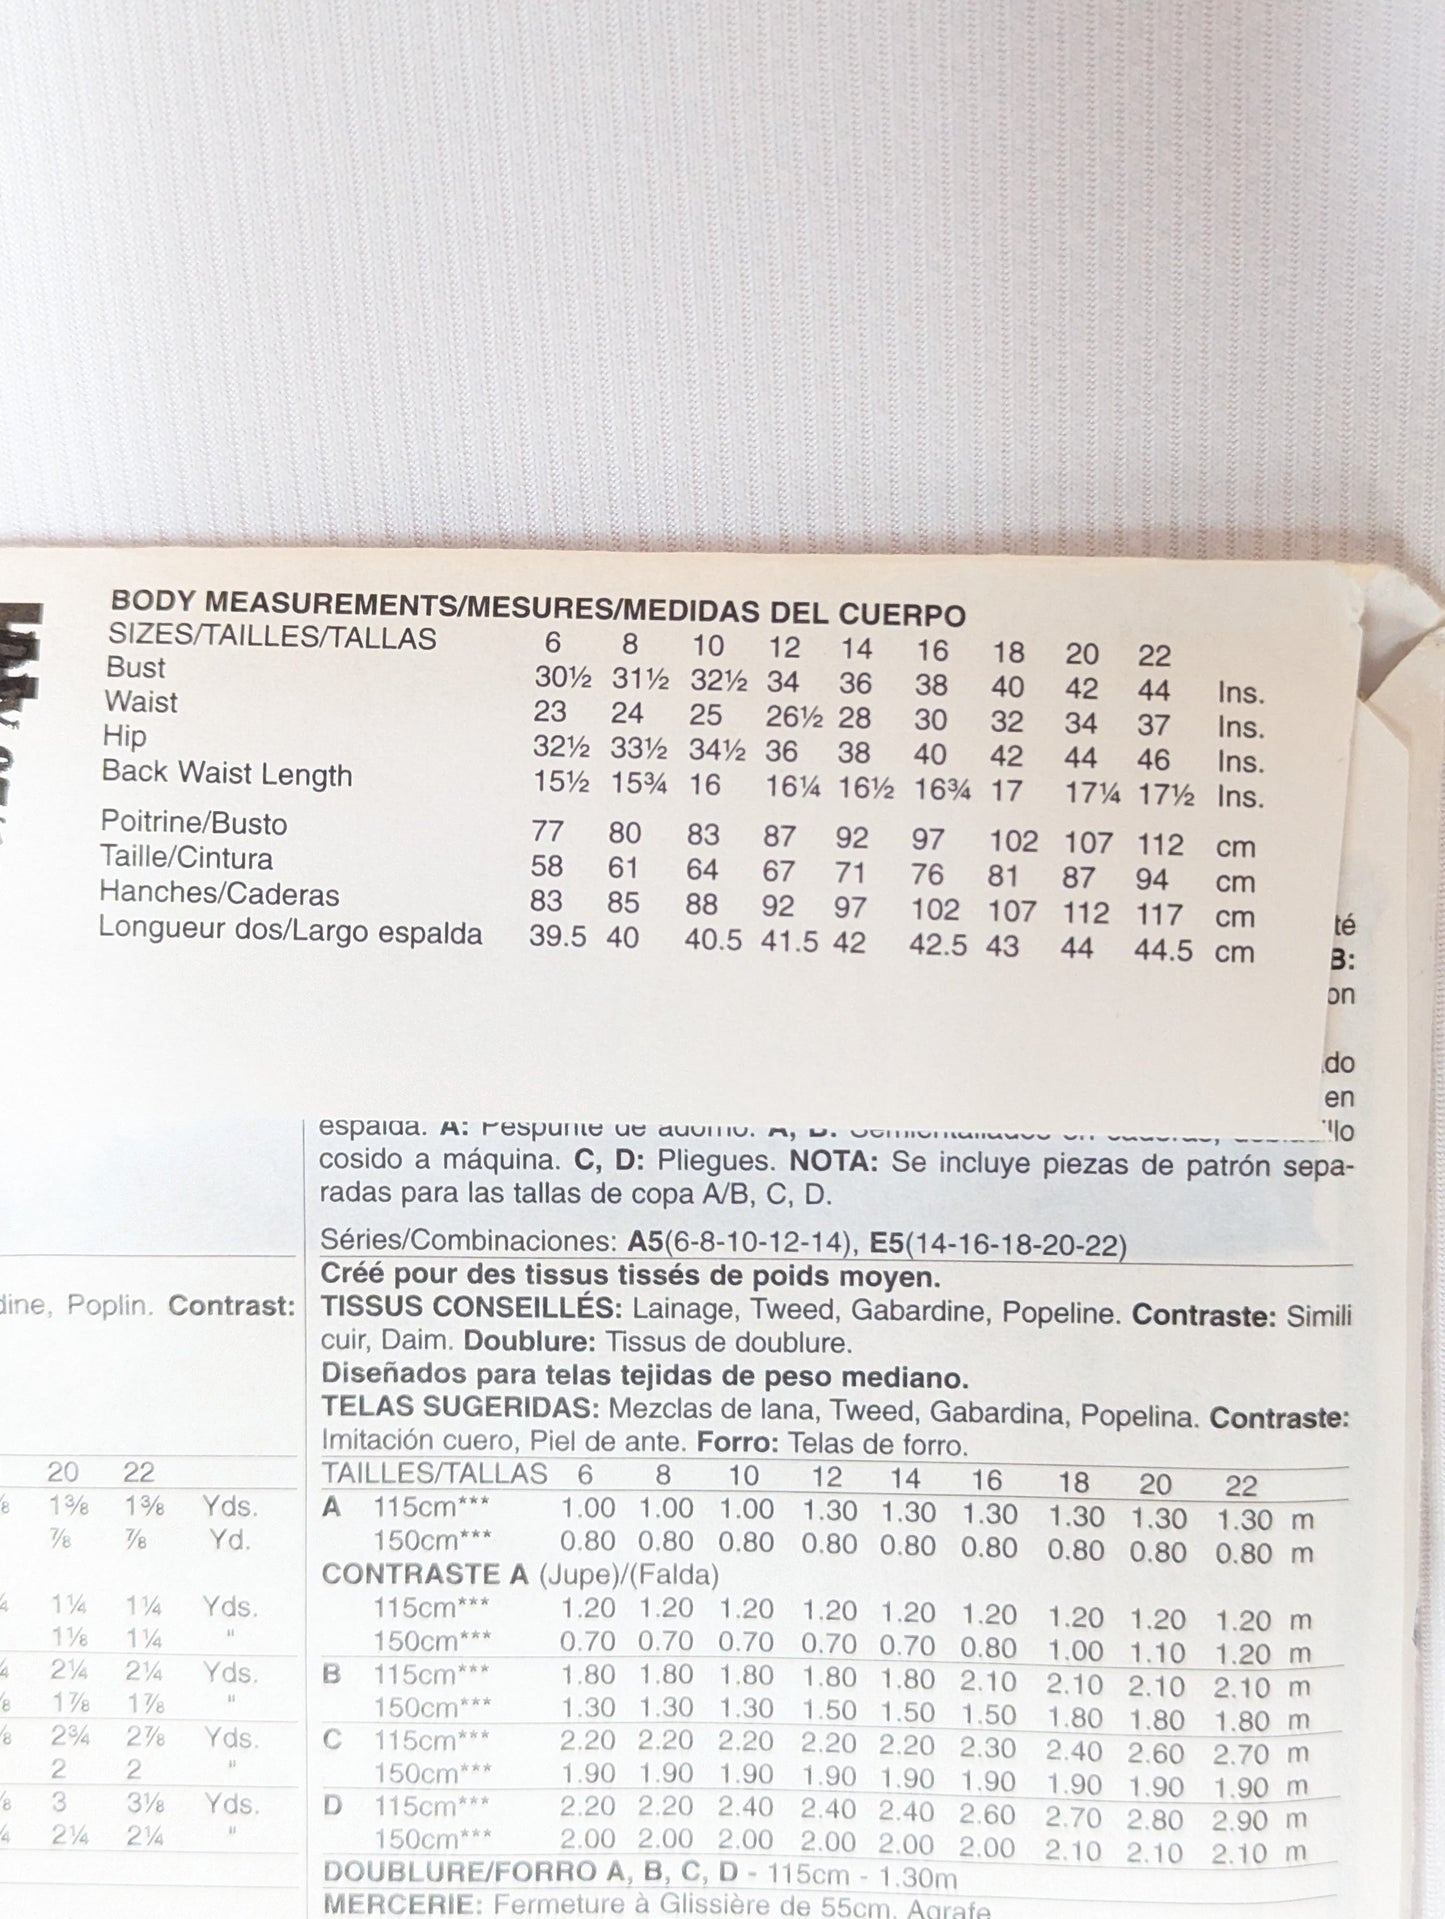 BODY MEASUREMENTS/MESURES/MEDIDAS DEL CUERPO
SIZES/TAILLES/TALLAS 6 8 10 12 14 16 18 20 22
Bust 30½ 31½ 32½ 34 36 38 40 42 44 Ins.
Waist 23 24 25 26½ 28 30 32 34 37 Ins.
Hip 32½ 33½ 34½ 36 38 40 42 44 46 Ins.
Back Waist Length 15½ 15¾ 16 16¼ 16½ 16¾ 17 17¼ 17½ Ins.
Poitrine/Busto 77 80 83 87 92 97 102 107 112 cm
Taille/Cintura 58 61 64 67 71 76 81 87 94 cm
Hanches/Caderas 83 85 88 92 97 102 107 112 117 cm
Longueur dos/Largo espalda 39.5 40 40.5 41.5 42 42.5 43 44 44.5 cm
té
B:
on
do
en
llo
espalda. A: Pespunte de adorno. A, B:
cosido a máquina. C, D: Pliegues. NOTA: Se incluye piezas de patrón sepa-
radas para las tallas de copa A/B, C, D.
Séries/Combinaciones: A5(6-8-10-12-14), E5(14-16-18-20-22)
Créé pour des tissus tissés de poids moyen.
TISSUS CONSEILLÉS: Lainage, Tweed, Gabardine, Popeline. Contraste: Simili
cuir, Daim. Doublure: Tissus de doublure.
Diseñados para telas tejidas de peso mediano.
TELAS SUGERIDAS: Mezclas de lana, Tweed, Gabardina, Popelina. Contraste:
Imitación cuero, Piel de ante. Forro: Telas de forro.
TAILLES/TALLAS 6 8 10 12 14 16 18 20 22
A 115cm*** 1.00 1.00 1.00 1.30 1.30 1.30 1.30 1.30 1.30 m
150cm*** 0.80 0.80 0.80 0.80 0.80 0.80 0.80 0.80 0.80 m
CONTRASTE A (Jupe)/(Falda)
115cm*** 1.20 1.20 1.20 1.20 1.20 1.20 1.20 1.20 1.20 m
150cm*** 0.70 0.70 0.70 0.70 0.70 0.80 1.00 1.10 1.20 m
B 115cm*** 1.80 1.80 1.80 1.80 1.80 2.10 2.10 2.10 2.10 m
150cm*** 1.30 1.30 1.30 1.50 1.50 1.50 1.80 1.80 1.80 m
C 115cm*** 2.20 2.20 2.20 2.20 2.20 2.30 2.40 2.60 2.70 m
150cm*** 1.90 1.90 1.90 1.90 1.90 1.90 1.90 1.90 1.90 m
D 115cm*** 2.20 2.20 2.40 2.40 2.40 2.60 2.70 2.80 2.90 m
150cm*** 2.00 2.00 2.00 2.00 2.00 2.00 2.10 2.10 2.10 m
DOUBLURE/FORRO A, B, C, D - 115cm - 1.30m
MERCERIE: Fermeture à Glissière de 55cm, Agrafe
dine, Poplin. Contrast:
20 22
1⅜ 1⅜ Yds.
⅞ ⅞ Yd.
1¼ 1¼ Yds.
1⅛ 1¼ "
2¼ 2¼ Yds.
1⅞ 1⅞ "
2¾ 2⅞ Yds.
2 2 "
3 3⅛ Yds.
2¼ 2¼ "